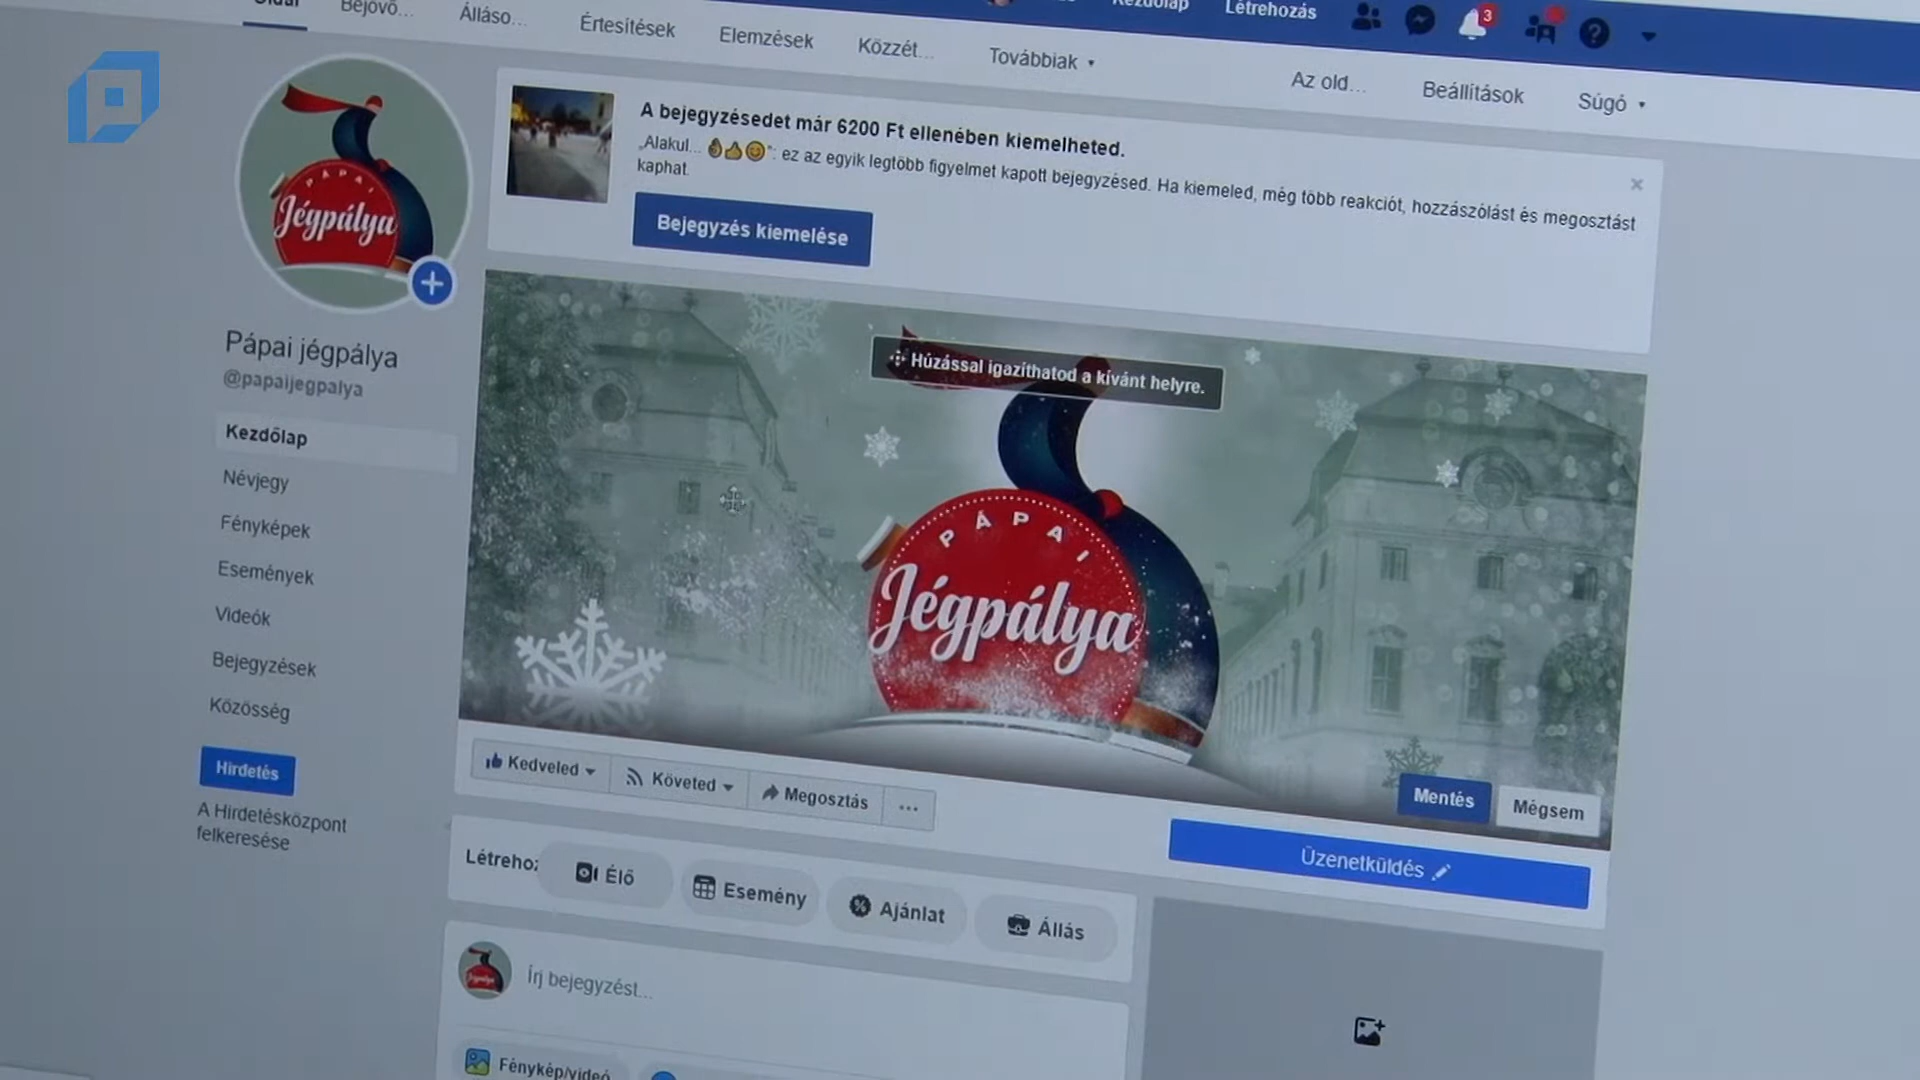 Kezdőlap
Létrehozás
3
Oldal
Bejövő...
Álláso...
Értesítések
Elemzések
Közzét...
Továbbiak
Az old...
Beállítások
Súgó
A bejegyzésedet már 6200 Ft ellenében kiemelheted.
„Alakul... 👌👍😊”: ez az egyik legtöbb figyelmet kapott bejegyzésed. Ha kiemeled, még több reakciót, hozzászólást és megosztást
kaphat.
Bejegyzés kiemelése
PÁPAI
Jégpálya
Pápai jégpálya
@papaijegpalya
Kezdőlap
Névjegy
Fényképek
Események
Videók
Bejegyzések
Közösség
Hirdetés
A Hirdetésközpont
felkeresése
Húzással igazíthatod a kívánt helyre.
PÁPAI
Jégpálya
Mentés
Mégsem
Kedveled
Követed
Megosztás
...
Üzenetküldés
Létreho
Élő
Esemény
Ajánlat
Állás
Jégpálya
Írj bejegyzést...
Fénykép/videó